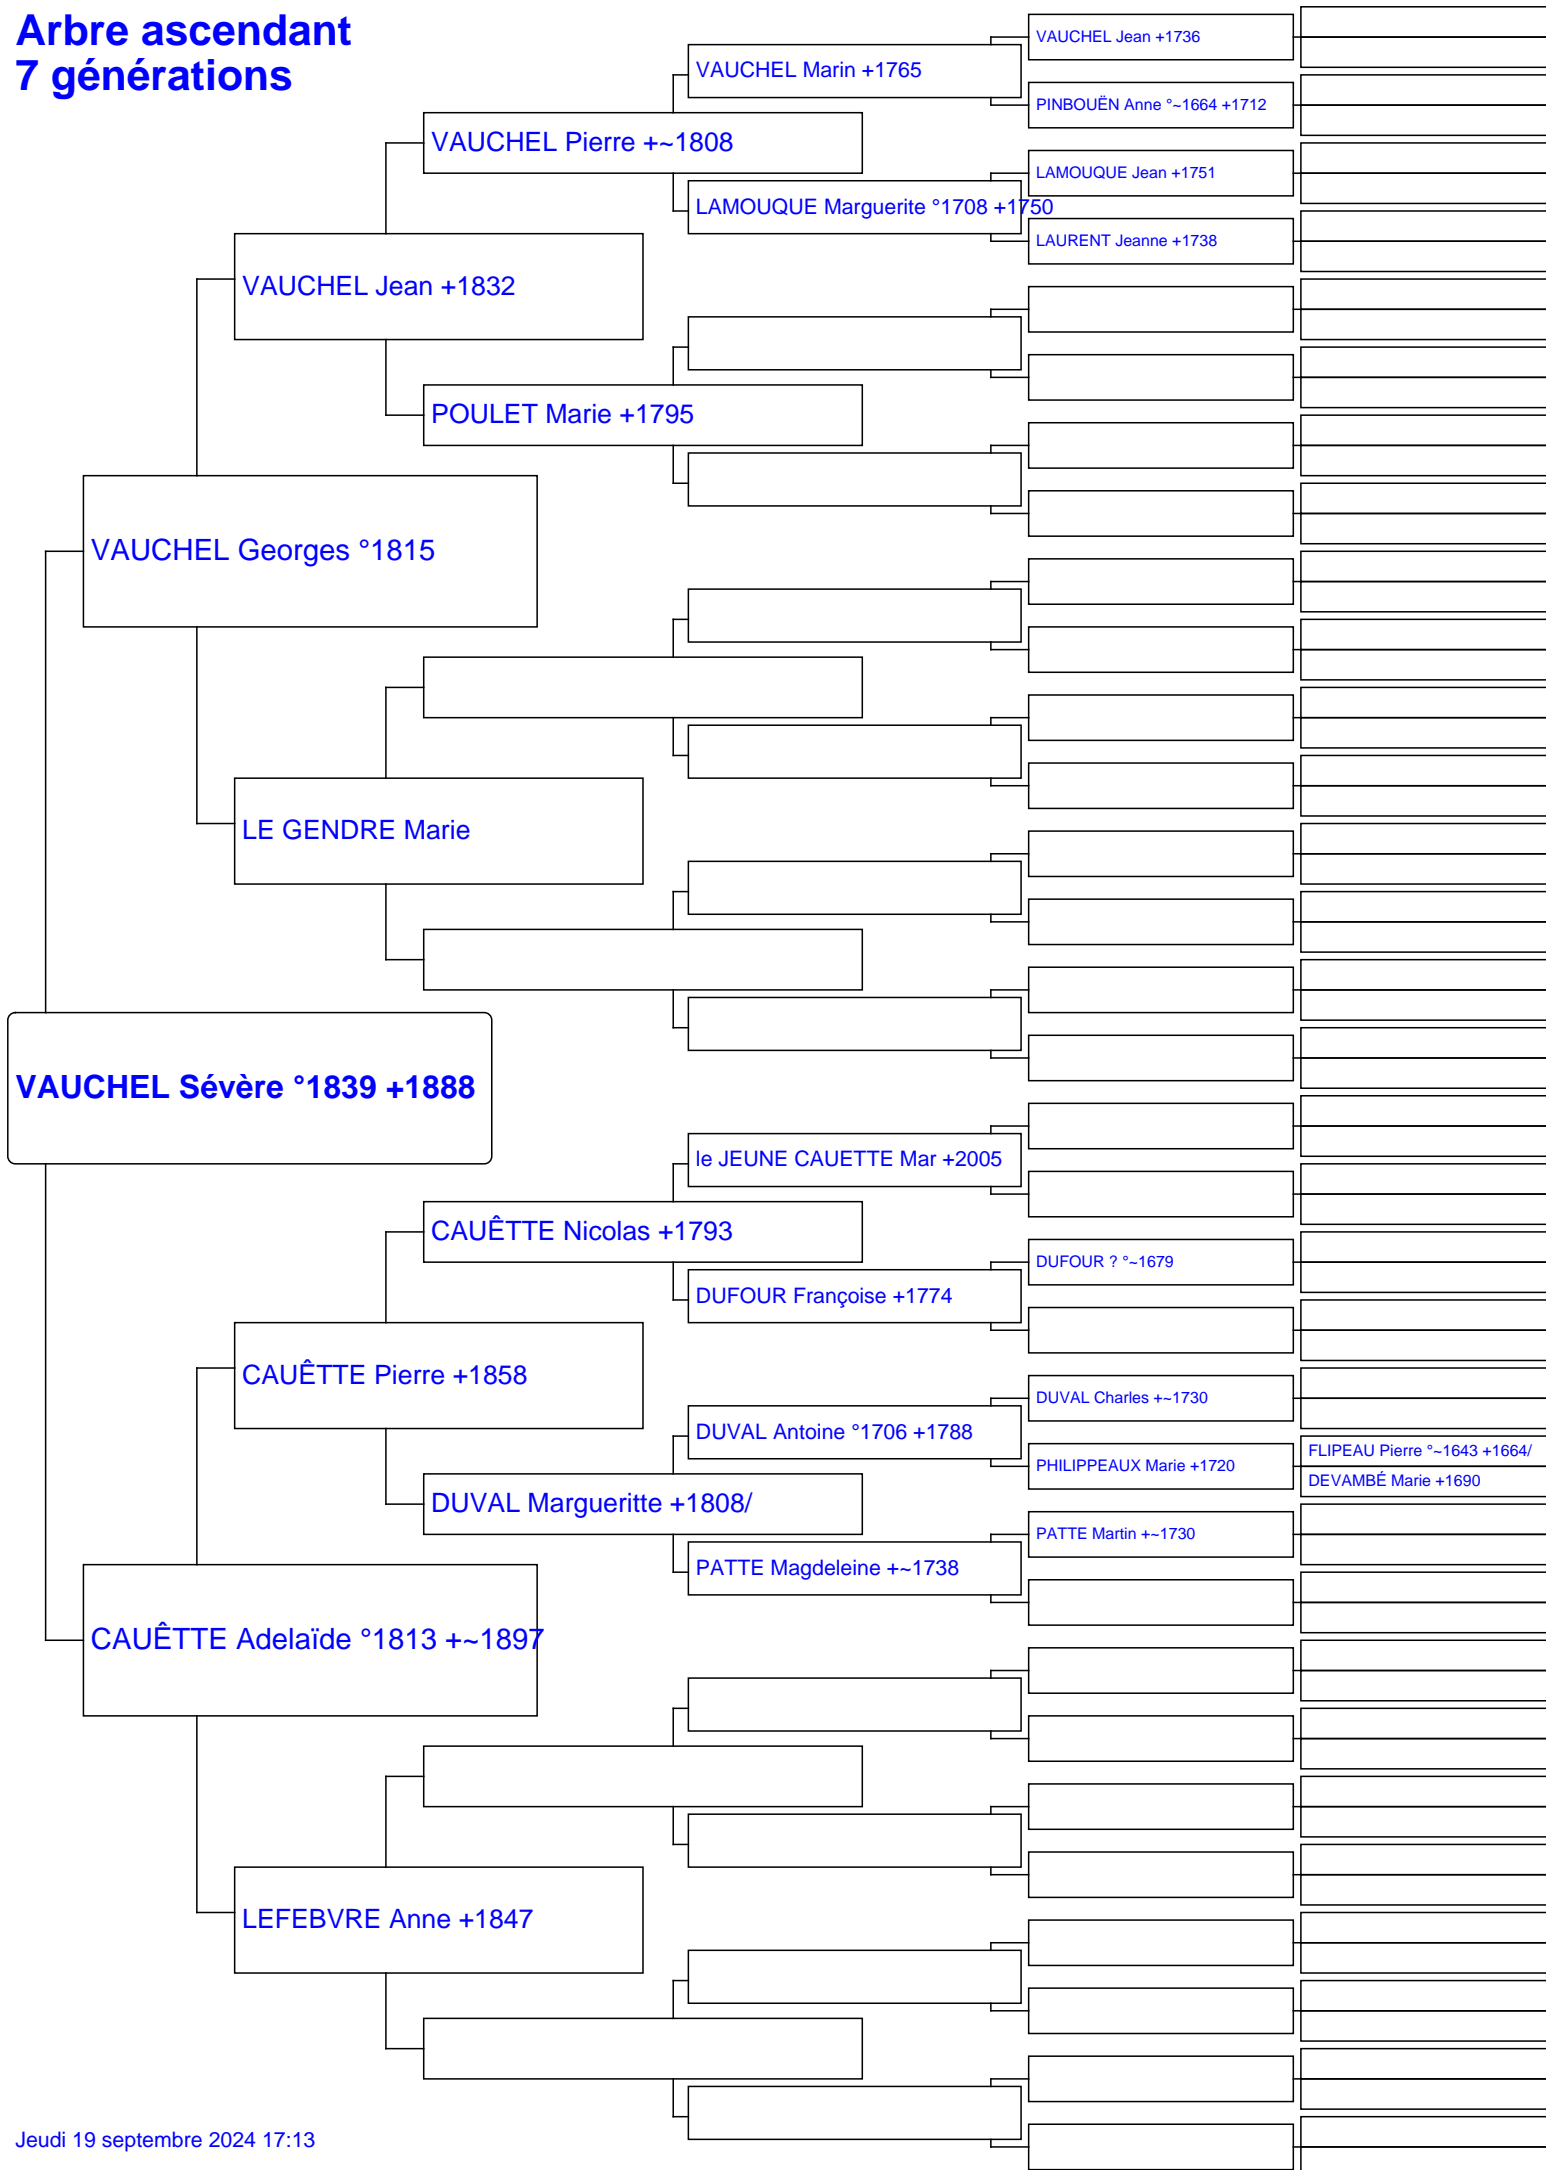 Arbre ascendant
7 générations
VAUCHEL Jean +1736
VAUCHEL Marin +1765
PINBOUËN Anne °~1664 +1712
VAUCHEL Pierre +~1808
LAMOUQUE Jean +1751
LAMOUQUE Marguerite °1708 +1750
LAURENT Jeanne +1738
VAUCHEL Jean +1832
POULET Marie +1795
VAUCHEL Georges °1815
LE GENDRE Marie
VAUCHEL Sévère °1839 +1888
le JEUNE CAUETTE Mar +2005
CAUÊTTE Nicolas +1793
DUFOUR ? °~1679
DUFOUR Françoise +1774
CAUÊTTE Pierre +1858
DUVAL Charles +~1730
DUVAL Antoine °1706 +1788
FLIPEAU Pierre °~1643 +1664/
PHILIPPEAUX Marie +1720
DEVAMBÉ Marie +1690
DUVAL Margueritte +1808/
PATTE Martin +~1730
PATTE Magdeleine +~1738
CAUÊTTE Adelaïde °1813 +~1897
LEFEBVRE Anne +1847
Jeudi 19 septembre 2024 17:13